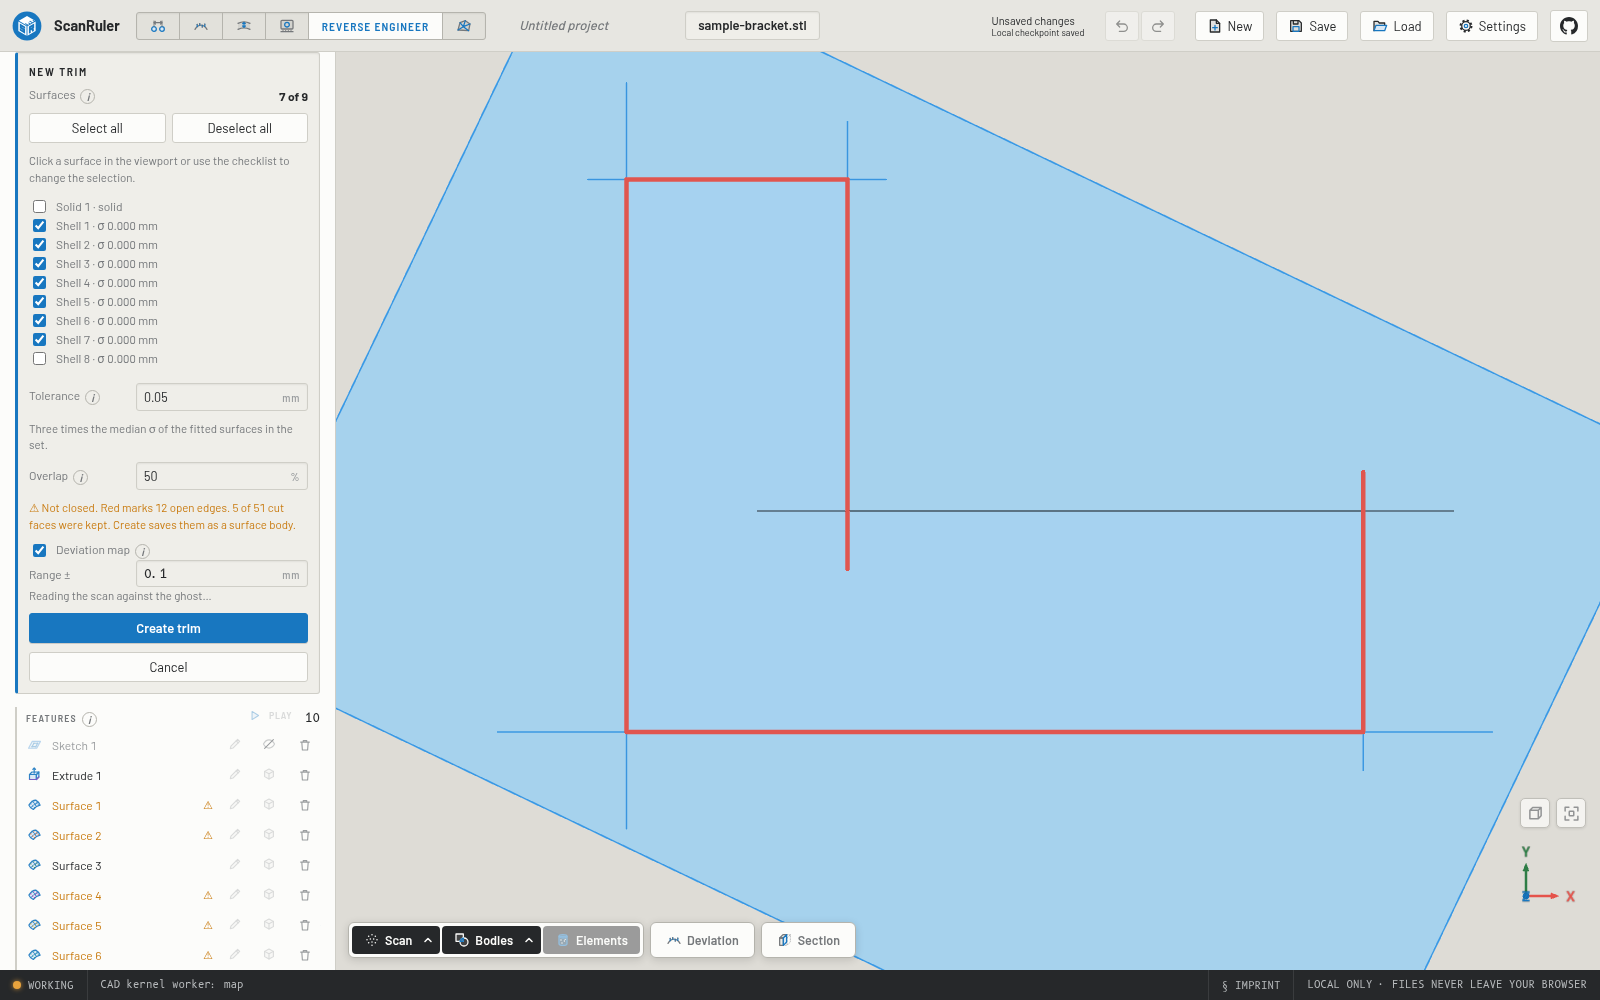 ScanRuler
REVERSE ENGINEER
Untitled project
sample-bracket.stl
Unsaved changes
Local checkpoint saved
New
Save
Load
Settings
NEW TRIM
Surfaces i
7 of 9
Select all
Deselect all
Click a surface in the viewport or use the checklist to
change the selection.
Solid 1 · solid
Shell 1 · σ 0.000 mm
Shell 2 · σ 0.000 mm
Shell 3 · σ 0.000 mm
Shell 4 · σ 0.000 mm
Shell 5 · σ 0.000 mm
Shell 6 · σ 0.000 mm
Shell 7 · σ 0.000 mm
Shell 8 · σ 0.000 mm
Tolerance i 0.05 mm
Three times the median σ of the fitted surfaces in the
set.
Overlap i 50 %
⚠ Not closed. Red marks 12 open edges. 5 of 51 cut
faces were kept. Create saves them as a surface body.
Deviation map i
Range ± 0.1 mm
Reading the scan against the ghost…
Create trim
Cancel
FEATURES i PLAY 10
Sketch 1
Extrude 1
Surface 1 ⚠
Surface 2 ⚠
Surface 3
Surface 4 ⚠
Surface 5 ⚠
Surface 6 ⚠
Y
Z
X
Scan
Bodies
Elements
Deviation
Section
WORKING
CAD kernel worker: map
§ IMPRINT
LOCAL ONLY · FILES NEVER LEAVE YOUR BROWSER